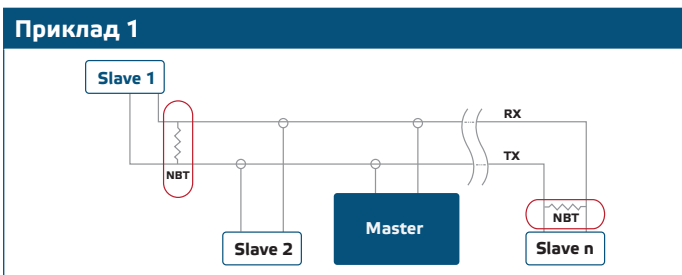 Приклад 1
Slave 1
RX
TX
NBT
NBT
Master
Slave 2
Slave n